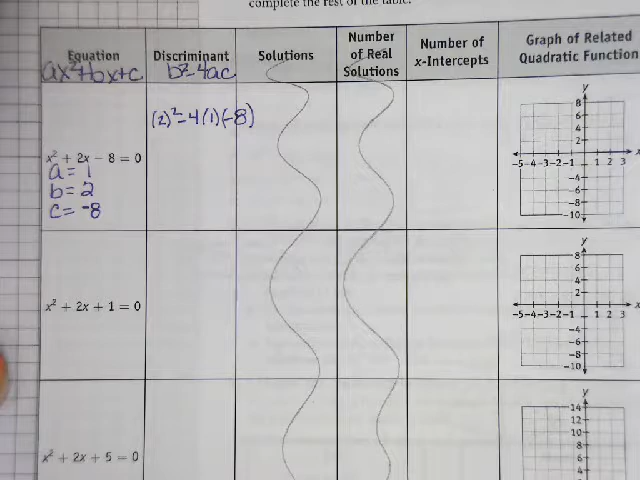 complete the rest of the table.
Equation
ax²+bx+c
Discriminant
b²-4ac
Solutions
Number
of Real
Solutions
Number of
x-Intercepts
Graph of Related
Quadratic Function
x² + 2x − 8 = 0
a = 1
b = 2
c = -8
(2)²-4(1)(-8)
y
8
6
4
2
x
-5 -4 -3 -2 -1 1 2 3
-4
-6
-8
-10
x² + 2x + 1 = 0
y
8
6
4
2
x
-5 -4 -3 -2 -1 1 2 3
-4
-6
-8
-10
x² + 2x + 5 = 0
y
14
12
10
8
6
4